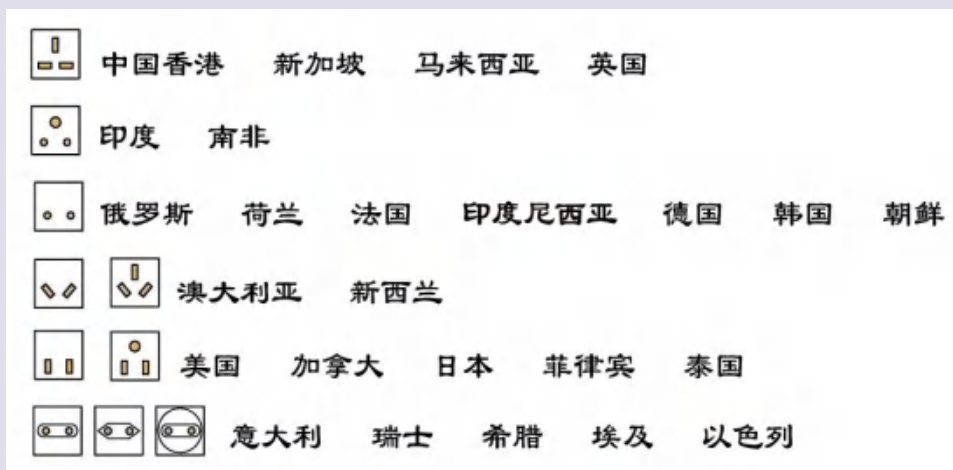 中国香港 新加坡 马来西亚 英国
印度 南非
俄罗斯 荷兰 法国 印度尼西亚 德国 韩国 朝鲜
澳大利亚 新西兰
美国 加拿大 日本 菲律宾 泰国
意大利 瑞士 希腊 埃及 以色列